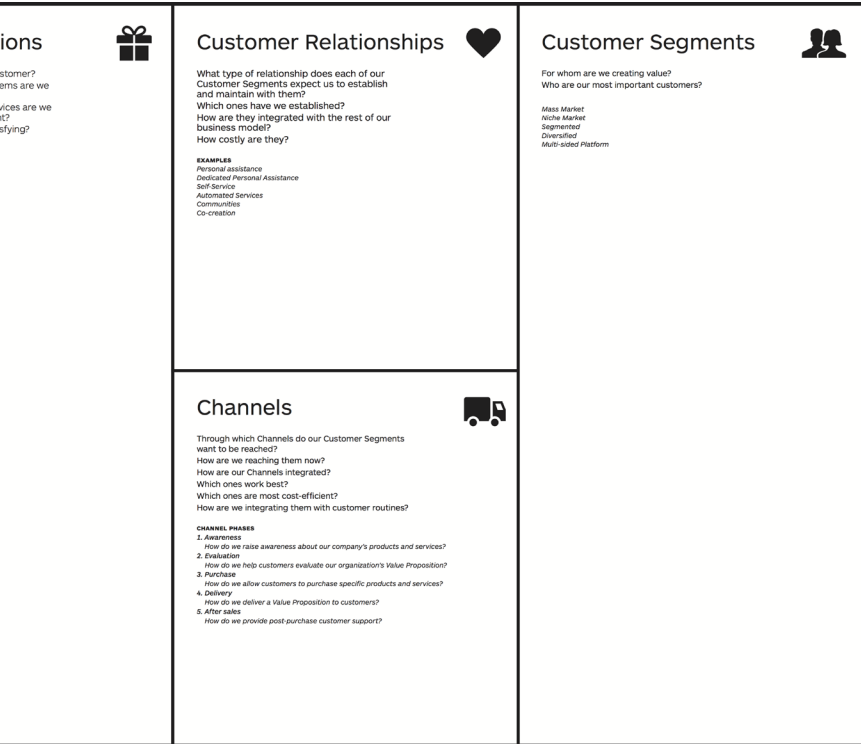 ions
stomer?
ems are we
vices are we
t?
sfying?
Customer Relationships
What type of relationship does each of our
Customer Segments expect us to establish
and maintain with them?
Which ones have we established?
How are they integrated with the rest of our
business model?
How costly are they?
EXAMPLES
Personal assistance
Dedicated Personal Assistance
Self-Service
Automated Services
Communities
Co-creation
Channels
Through which Channels do our Customer Segments
want to be reached?
How are we reaching them now?
How are our Channels integrated?
Which ones work best?
Which ones are most cost-efficient?
How are we integrating them with customer routines?
CHANNEL PHASES
1. Awareness
How do we raise awareness about our company's products and services?
2. Evaluation
How do we help customers evaluate our organization's Value Proposition?
3. Purchase
How do we allow customers to purchase specific products and services?
4. Delivery
How do we deliver a Value Proposition to customers?
5. After sales
How do we provide post-purchase customer support?
Customer Segments
For whom are we creating value?
Who are our most important customers?
Mass Market
Niche Market
Segmented
Diversified
Multi-sided Platform